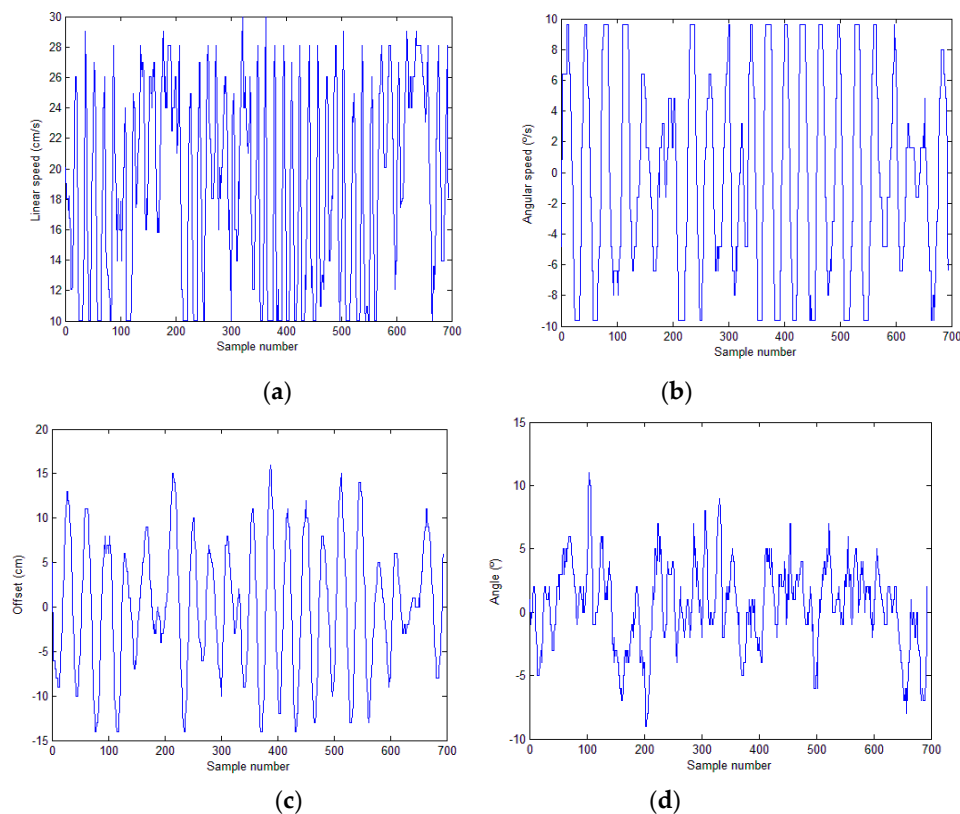 30
28
26
24
22
20
18
16
14
12
10
Linear speed (cm/s)
0 100 200 300 400 500 600 700
Sample number
(a)
10
8
6
4
2
0
-2
-4
-6
-8
-10
Angular speed (º/s)
0 100 200 300 400 500 600 700
Sample number
(b)
20
15
10
5
0
-5
-10
-15
Offset (cm)
0 100 200 300 400 500 600 700
Sample number
(c)
15
10
5
0
-5
-10
Angle (º)
0 100 200 300 400 500 600 700
Sample number
(d)